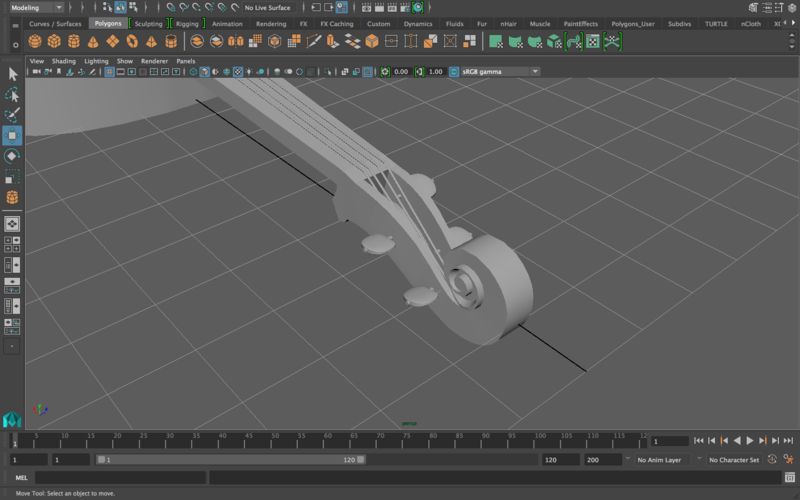 Modeling
No Live Surface
Curves / Surfaces Polygons Sculpting Rigging Animation Rendering FX FX Caching Custom Dynamics Fluids Fur nHair Muscle PaintEffects Polygons_User Subdivs TURTLE nCloth
View Shading Lighting Show Renderer Panels
0.00 1.00 sRGB gamma
persp
5 10 15 20 25 30 35 40 45 50 55 60 65 70 75 80 85 90 95 100 105 110 115 12
1 1
1 1 1 120 120 200 No Anim Layer No Character Set
MEL
Move Tool: Select an object to move.